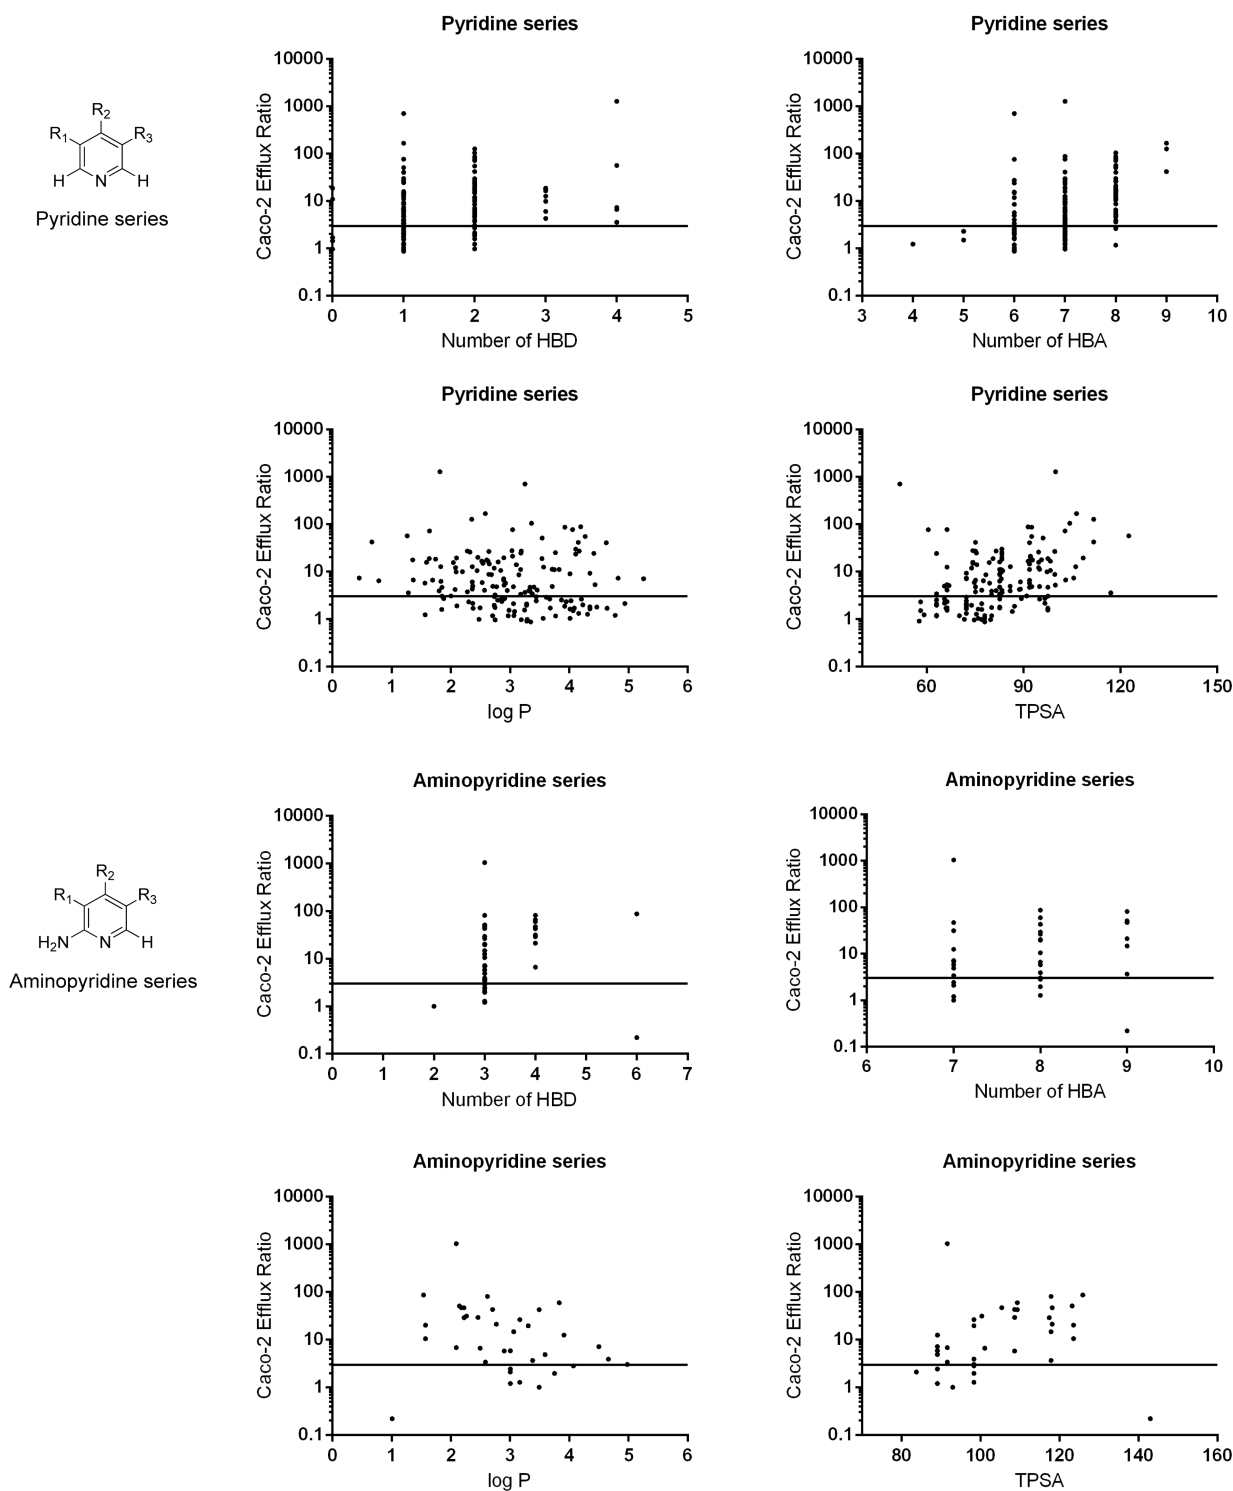 Pyridine series
10000
1000
100
10
1
0.1
Caco-2 Efflux Ratio
0 1 2 3 4 5
Number of HBD
Pyridine series
10000
1000
100
10
1
0.1
Caco-2 Efflux Ratio
3 4 5 6 7 8 9 10
Number of HBA
R2
R1 R3
H N H
Pyridine series
Pyridine series
10000
1000
100
10
1
0.1
Caco-2 Efflux Ratio
0 1 2 3 4 5 6
log P
Pyridine series
10000
1000
100
10
1
0.1
Caco-2 Efflux Ratio
60 90 120 150
TPSA
Aminopyridine series
10000
1000
100
10
1
0.1
Caco-2 Efflux Ratio
0 1 2 3 4 5 6 7
Number of HBD
Aminopyridine series
10000
1000
100
10
1
0.1
Caco-2 Efflux Ratio
6 7 8 9 10
Number of HBA
R2
R1 R3
H2N N H
Aminopyridine series
Aminopyridine series
10000
1000
100
10
1
0.1
Caco-2 Efflux Ratio
0 1 2 3 4 5 6
log P
Aminopyridine series
10000
1000
100
10
1
0.1
Caco-2 Efflux Ratio
80 100 120 140 160
TPSA